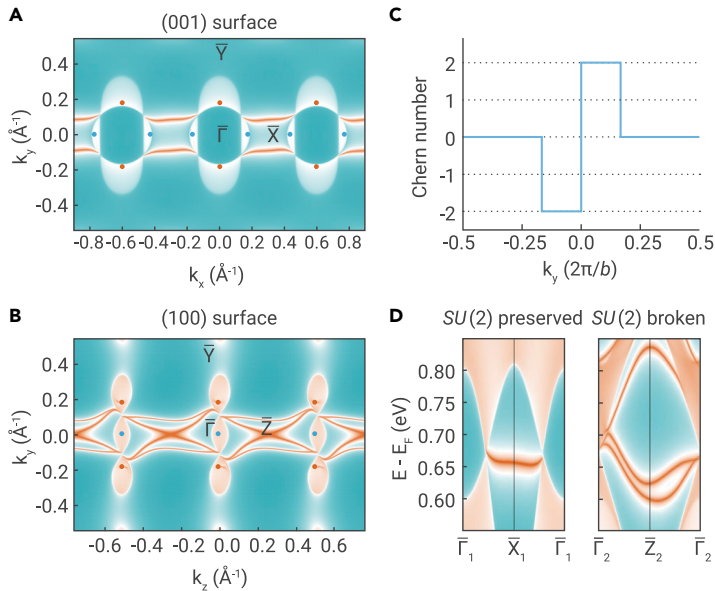 A
(001) surface
Y̅
0.4
0.2
0.0
-0.2
-0.4
k_y (Å⁻¹)
Γ̅
X̅
-0.8 -0.6 -0.4 -0.2 0.0 0.2 0.4 0.6 0.8
k_x (Å⁻¹)
B
(100) surface
Y̅
0.4
0.2
0.0
-0.2
-0.4
k_y (Å⁻¹)
Γ̅
Z̅
-0.6 -0.4 -0.2 0.0 0.2 0.4 0.6
k_z (Å⁻¹)
C
2
1
0
-1
-2
Chern number
-0.5 -0.25 0.0 0.25 0.5
k_y (2π/b)
D
SU(2) preserved SU(2) broken
0.80
0.75
0.70
0.65
0.60
E - E_F (eV)
Γ̅₁ X̅₁ Γ̅₁ Γ̅₂ Z̅₂ Γ̅₂